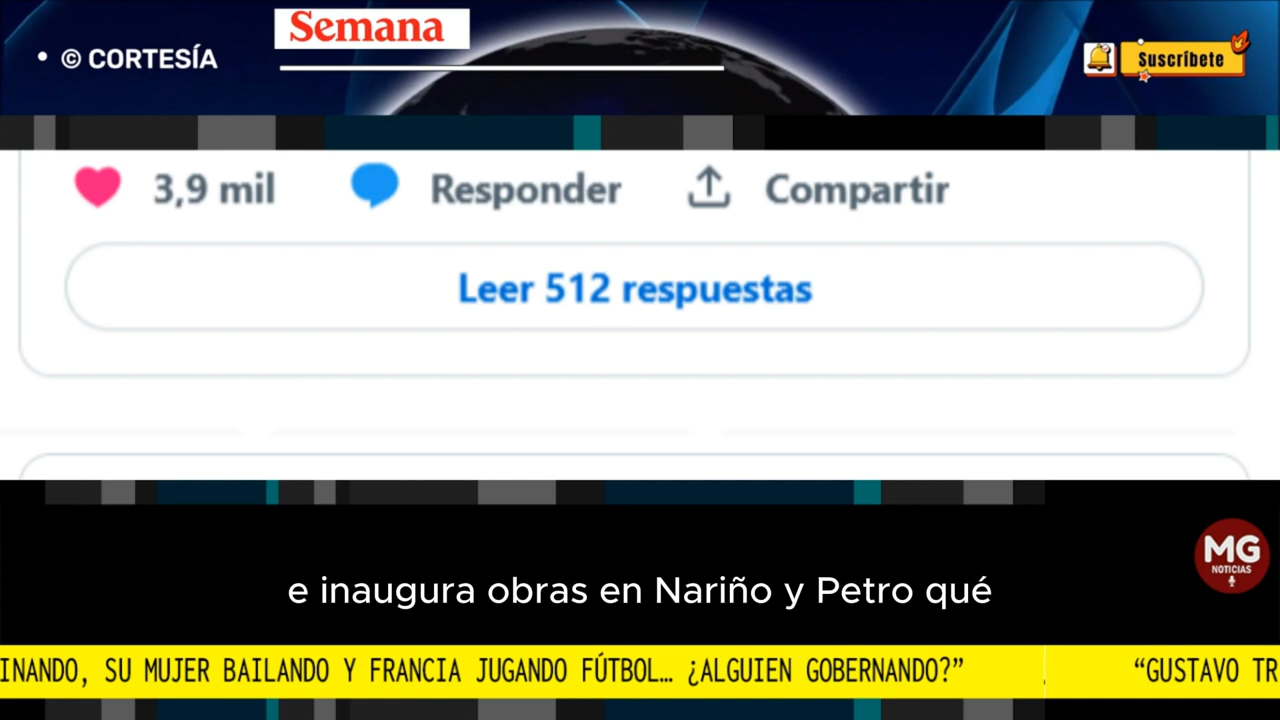 Semana
• © CORTESÍA
Suscríbete
3,9 mil
Responder
Compartir
Leer 512 respuestas
MG
NOTICIAS
e inaugura obras en Nariño y Petro qué
INANDO, SU MUJER BAILANDO Y FRANCIA JUGANDO FÚTBOL... ¿ALGUIEN GOBERNANDO?” “GUSTAVO TR